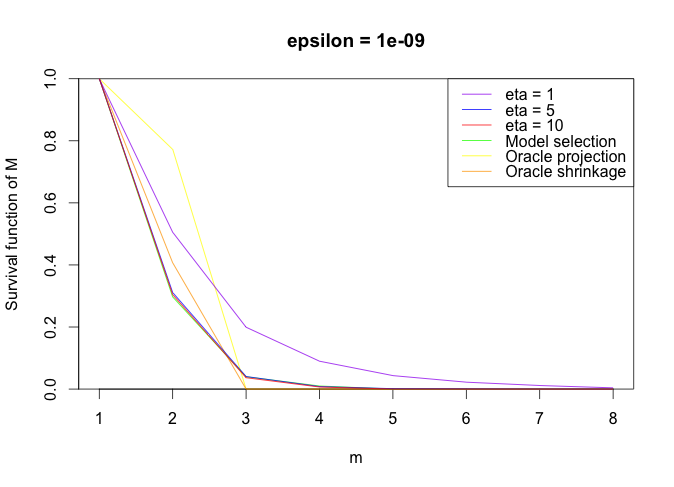 epsilon = 1e-09
eta = 1
eta = 5
eta = 10
Model selection
Oracle projection
Oracle shrinkage
Survival function of M
1.0
0.8
0.6
0.4
0.2
0.0
1 2 3 4 5 6 7 8
m